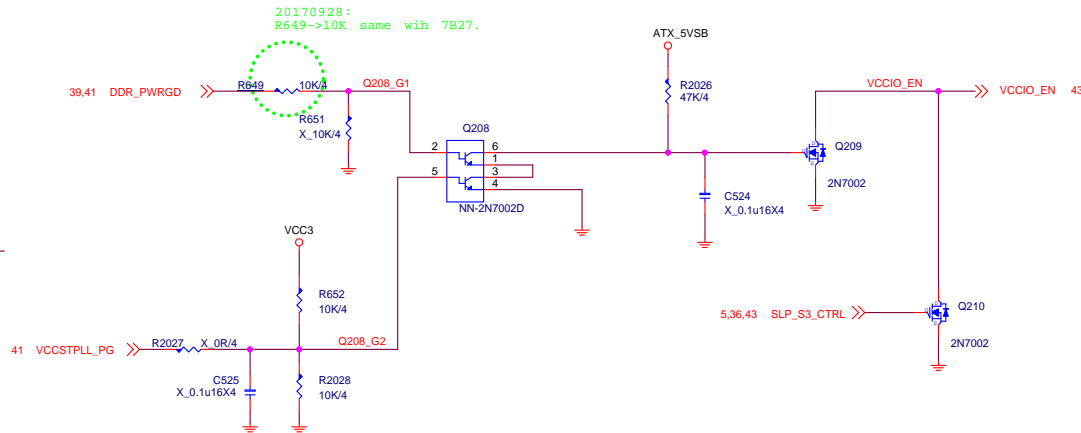 20170928:
R649->10K same wih 7B27.
ATX_5VSB
39,41 DDR_PWRGD
R649
10K/4
Q208_G1
R2026
47K/4
VCCIO_EN
VCCIO_EN 43
R651
X_10K/4
Q208
2
6
1
5
3
4
NN-2N7002D
Q209
2N7002
C524
X_0.1u16X4
VCC3
R652
10K/4
5,36,43 SLP_S3_CTRL
Q210
2N7002
41 VCCSTPLL_PG
R2027
X_0R/4
Q208_G2
C525
X_0.1u16X4
R2028
10K/4